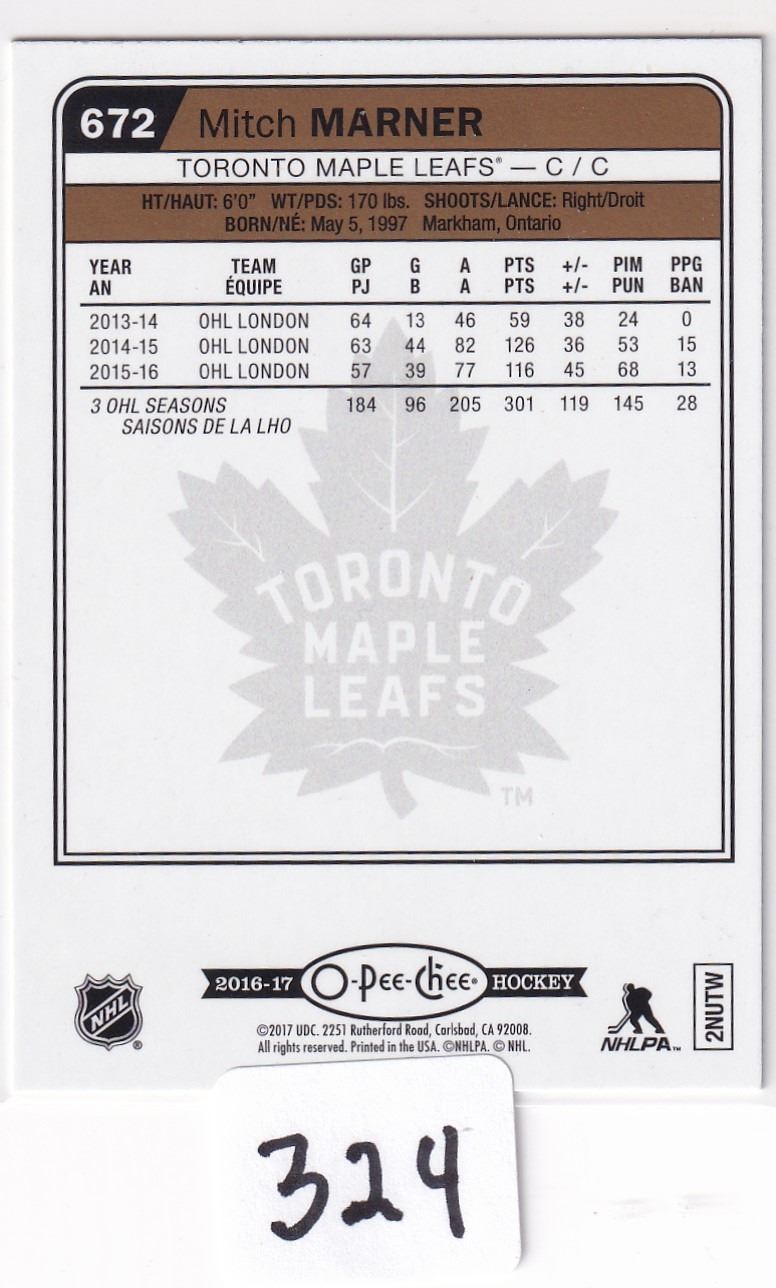 672 Mitch MARNER
TORONTO MAPLE LEAFS® — C / C
HT/HAUT: 6'0" WT/PDS: 170 lbs. SHOOTS/LANCE: Right/Droit
BORN/NÉ: May 5, 1997 Markham, Ontario
YEAR TEAM GP G A PTS +/- PIM PPG
AN ÉQUIPE PJ B A PTS +/- PUN BAN
2013-14 OHL LONDON 64 13 46 59 38 24 0
2014-15 OHL LONDON 63 44 82 126 36 53 15
2015-16 OHL LONDON 57 39 77 116 45 68 13
3 OHL SEASONS 184 96 205 301 119 145 28
SAISONS DE LA LHO
TORONTO
MAPLE
LEAFS
TM
NHL ®
2016-17 O-Pee-Chee® HOCKEY
©2017 UDC. 2251 Rutherford Road, Carlsbad, CA 92008.
All rights reserved. Printed in the USA. ©NHLPA. © NHL.
NHLPA™
2NUTW
324